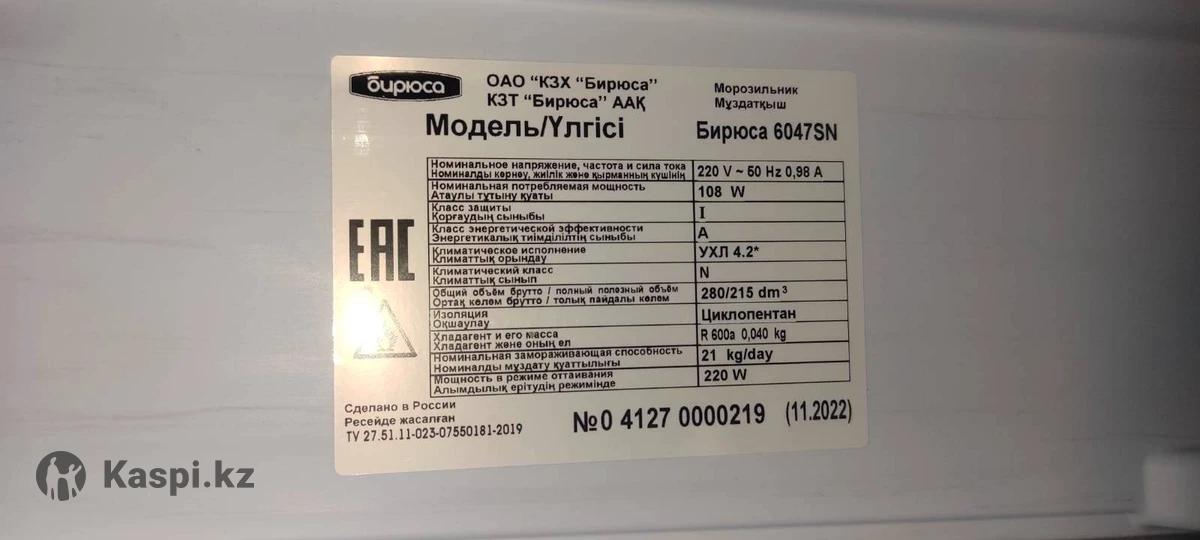 бирюса
ОАО “КЗХ “Бирюса”
КЗТ “Бирюса” ААҚ
Морозильник
Мұздатқыш
Модель/Үлгісі
Бирюса 6047SN
Номинальное напряжение, частота и сила тока
Номиналды кернеу, жиілік және қырманның күшінің
220 V ~ 50 Hz 0,98 A
Номинальная потребляемая мощность
Атаулы тұтыну қуаты
108 W
Класс защиты
Қорғаудың сыныбы
I
Класс энергетической эффективности
Энергетикалық тиімділітің сыныбы
A
Климатическое исполнение
Климаттық орындау
УХЛ 4.2*
Климатический класс
Климаттық сынып
N
Общий объём брутто / полный полезный объём
Ортақ көлем брутто / толық пайдалы көлем
280/215 dm³
Изоляция
Оқшаулау
Циклопентан
Хладагент и его масса
Хладагент және оның ел
R 600a 0,040 kg
Номинальная замораживающая способность
Номиналды мұздату қуаттылығы
21 kg/day
Мощность в режиме оттаивания
Алымдылық ерітудің режимінде
220 W
EAC
Сделано в России
Ресейде жасалған
TV 27.51.11-023-07550181-2019
№0 4127 0000219 (11.2022)
Kaspi.kz